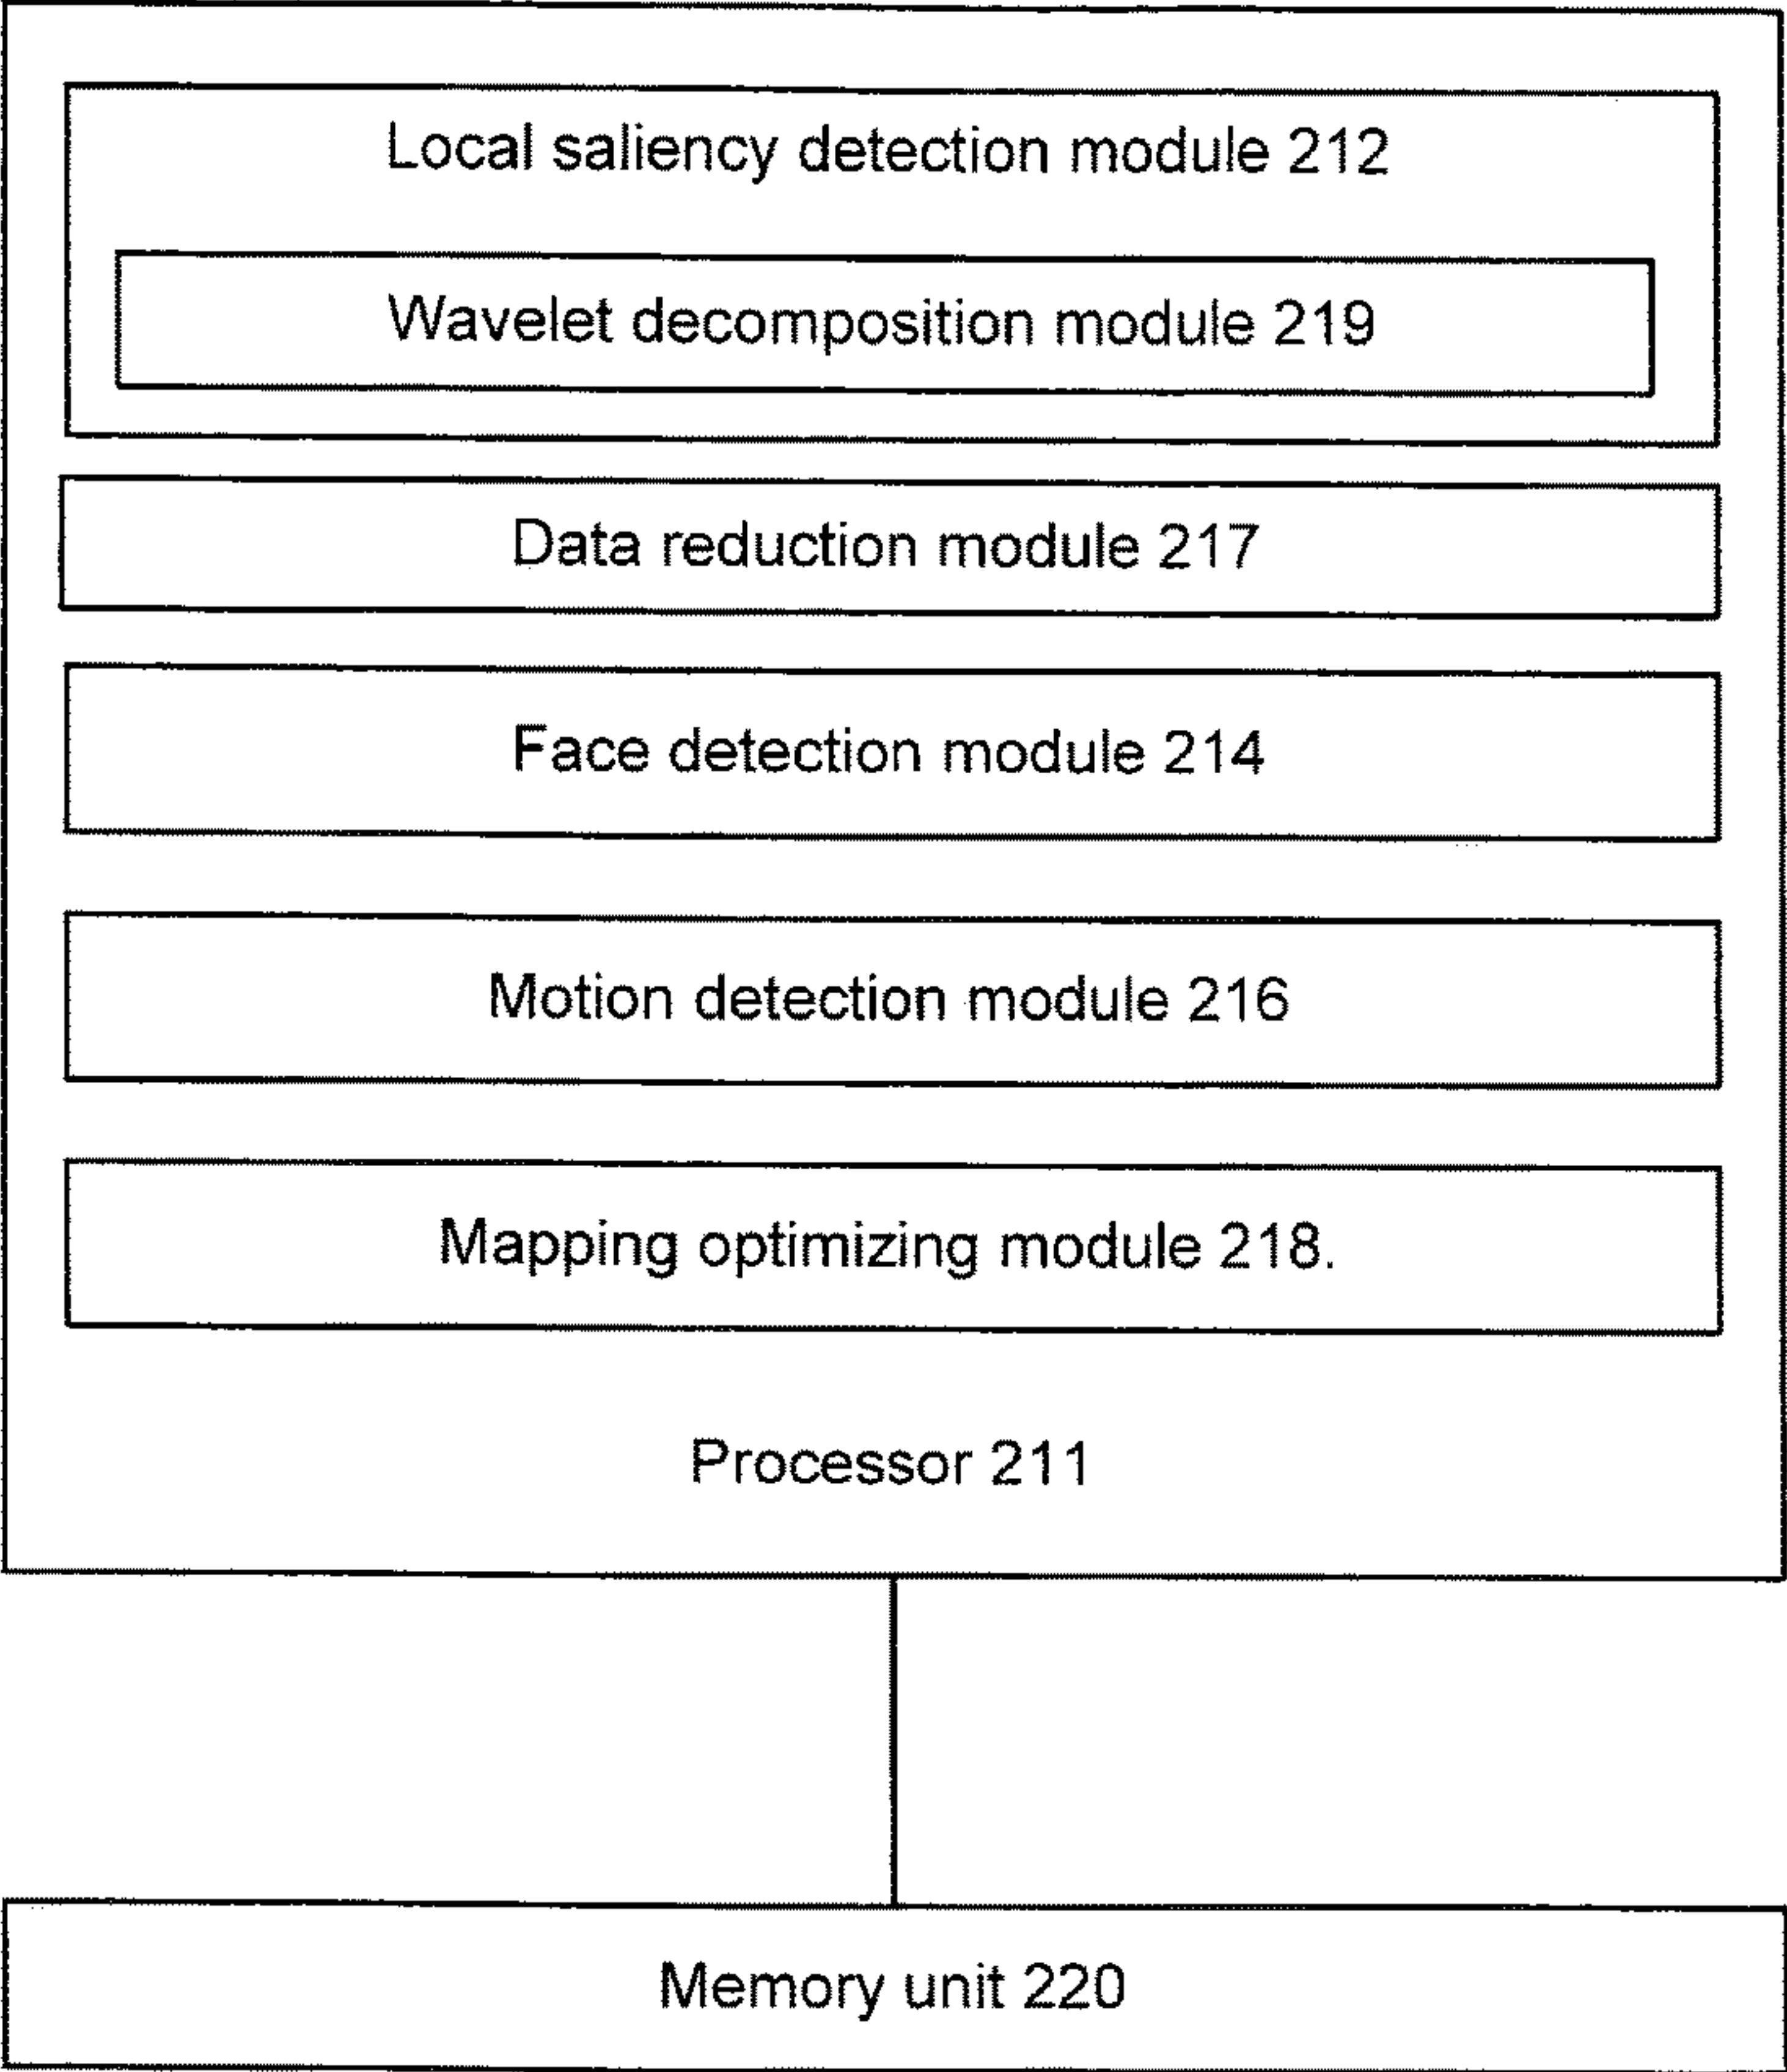 Local saliency detection module 212
Wavelet decomposition module 219
Data reduction module 217
Face detection module 214
Motion detection module 216
Mapping optimizing module 218.
Processor 211
Memory unit 220